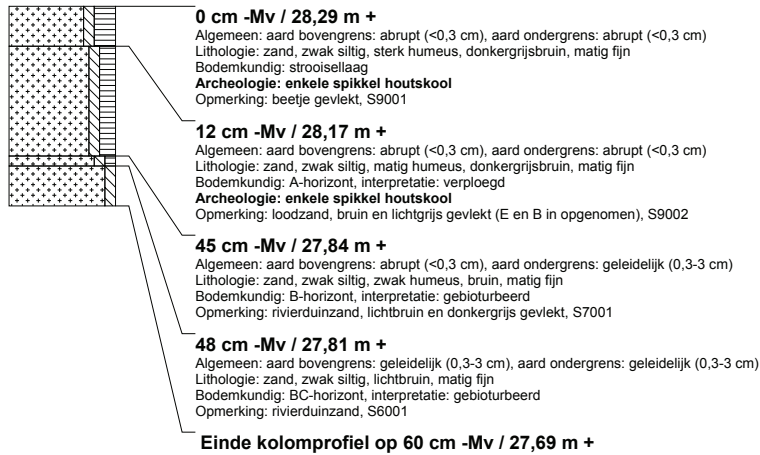 0 cm -Mv / 28,29 m +
Algemeen: aard bovengrens: abrupt (<0,3 cm), aard ondergrens: abrupt (<0,3 cm)
Lithologie: zand, zwak siltig, sterk humeus, donkergrijsbruin, matig fijn
Bodemkundig: strooisellaag
Archeologie: enkele spikkel houtskool
Opmerking: beetje gevlekt, S9001
12 cm -Mv / 28,17 m +
Algemeen: aard bovengrens: abrupt (<0,3 cm), aard ondergrens: abrupt (<0,3 cm)
Lithologie: zand, zwak siltig, matig humeus, donkergrijsbruin, matig fijn
Bodemkundig: A-horizont, interpretatie: verploegd
Archeologie: enkele spikkel houtskool
Opmerking: loodzand, bruin en lichtgrijs gevlekt (E en B in opgenomen), S9002
45 cm -Mv / 27,84 m +
Algemeen: aard bovengrens: abrupt (<0,3 cm), aard ondergrens: geleidelijk (0,3-3 cm)
Lithologie: zand, zwak siltig, zwak humeus, bruin, matig fijn
Bodemkundig: B-horizont, interpretatie: gebioturbeerd
Opmerking: rivierduinzand, lichtbruin en donkergrijs gevlekt, S7001
48 cm -Mv / 27,81 m +
Algemeen: aard bovengrens: geleidelijk (0,3-3 cm), aard ondergrens: geleidelijk (0,3-3 cm)
Lithologie: zand, zwak siltig, lichtbruin, matig fijn
Bodemkundig: BC-horizont, interpretatie: gebioturbeerd
Opmerking: rivierduinzand, S6001
Einde kolomprofiel op 60 cm -Mv / 27,69 m +